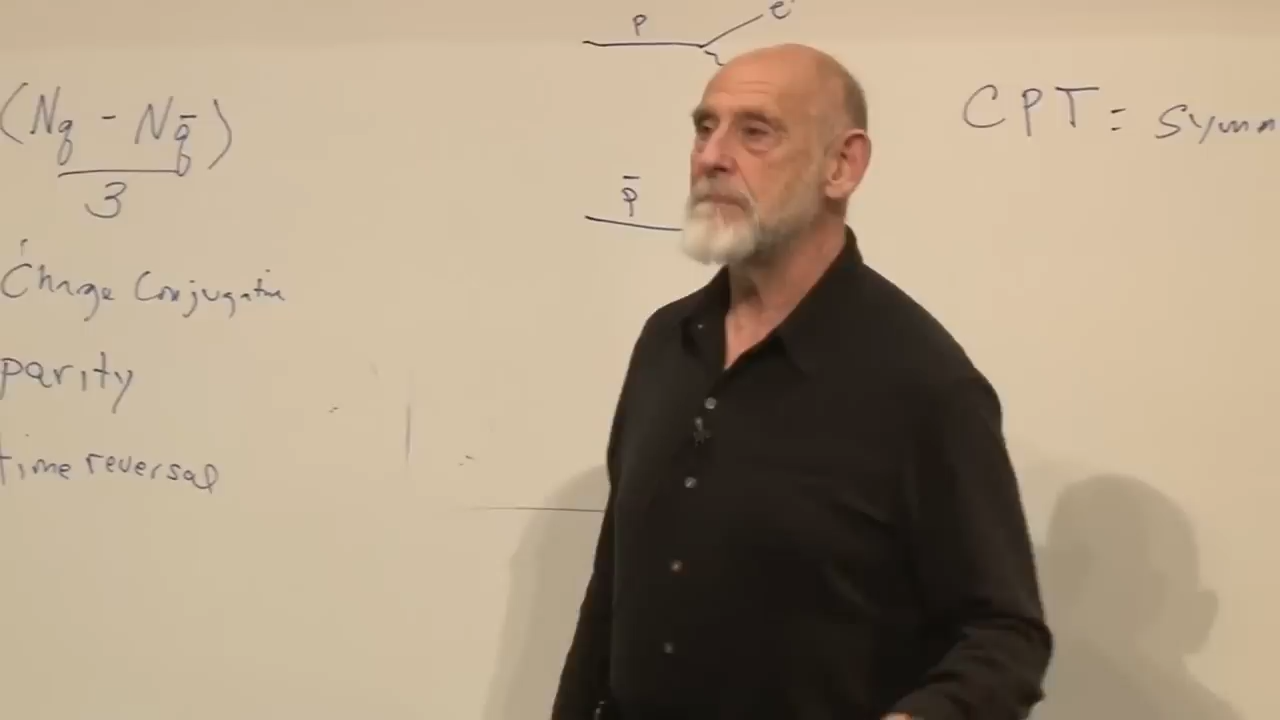 (Nq - Nq̅)
3
Charge Conjugation
parity
time reversal
p
e
p̅
CPT = Symm